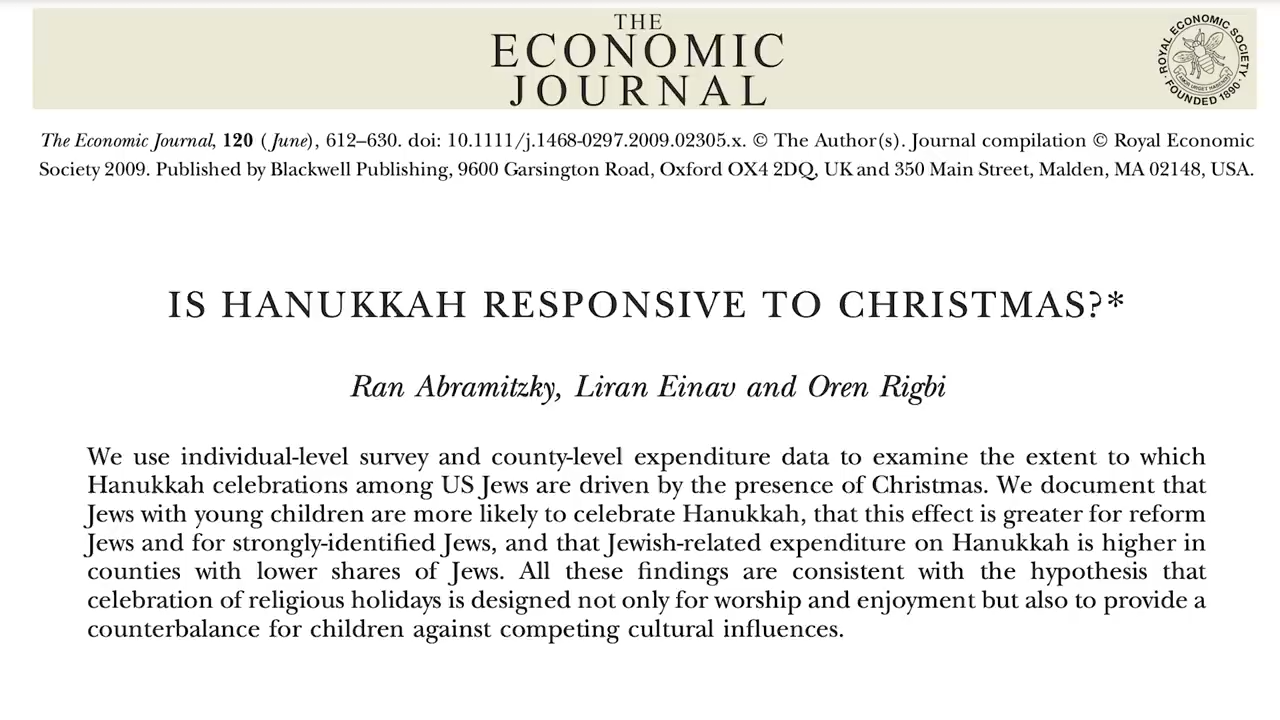 THE
ECONOMIC
JOURNAL
ROYAL ECONOMIC SOCIETY
· FOUNDED 1890 ·
The Economic Journal, 120 (June), 612–630. doi: 10.1111/j.1468-0297.2009.02305.x. © The Author(s). Journal compilation © Royal Economic
Society 2009. Published by Blackwell Publishing, 9600 Garsington Road, Oxford OX4 2DQ, UK and 350 Main Street, Malden, MA 02148, USA.
IS HANUKKAH RESPONSIVE TO CHRISTMAS?*
Ran Abramitzky, Liran Einav and Oren Rigbi
We use individual-level survey and county-level expenditure data to examine the extent to which
Hanukkah celebrations among US Jews are driven by the presence of Christmas. We document that
Jews with young children are more likely to celebrate Hanukkah, that this effect is greater for reform
Jews and for strongly-identified Jews, and that Jewish-related expenditure on Hanukkah is higher in
counties with lower shares of Jews. All these findings are consistent with the hypothesis that
celebration of religious holidays is designed not only for worship and enjoyment but also to provide a
counterbalance for children against competing cultural influences.